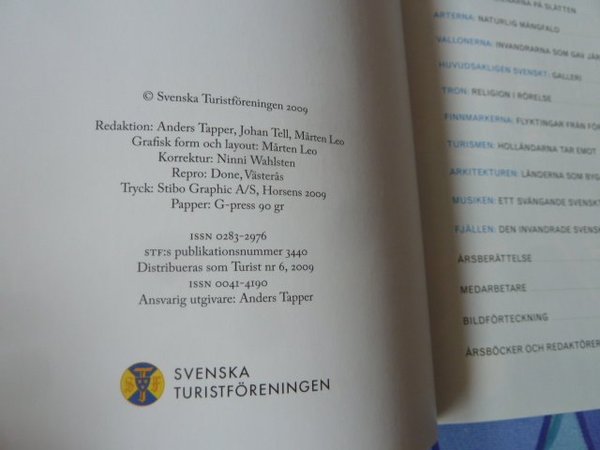 © Svenska Turistföreningen 2009
Redaktion: Anders Tapper, Johan Tell, Mårten Leo
Grafisk form och layout: Mårten Leo
Korrektur: Ninni Wahlsten
Repro: Done, Västerås
Tryck: Stibo Graphic A/S, Horsens 2009
Papper: G-press 90 gr
ISSN 0283-2976
STF:s publikationsnummer 3440
Distribueras som Turist nr 6, 2009
ISSN 0041-4190
Ansvarig utgivare: Anders Tapper
SVENSKA
TURISTFÖRENINGEN
PÅ SLÄTTEN
ARTERNA: NATURLIG MÅNGFALD
VALLONERNA: INVANDRARNA SOM GAV
HUVUDSAKLIGEN SVENSKT: GALLERI
TRON: RELIGION I RÖRELSE
FINNMARKERNA: FLYKTINGAR FRÅN
TURISMEN: HOLLÄNDARNA TAR EMOT
ARKITEKTUREN: LÄNDERNA SOM
MUSIKEN: ETT SVÄNGANDE SVENSKT
FJÄLLEN: DEN INVANDRADE
ÅRSBERÄTTELSE
MEDARBETARE
BILDFÖRTECKNING
ÅRSBÖCKER OCH REDAKTÖRER